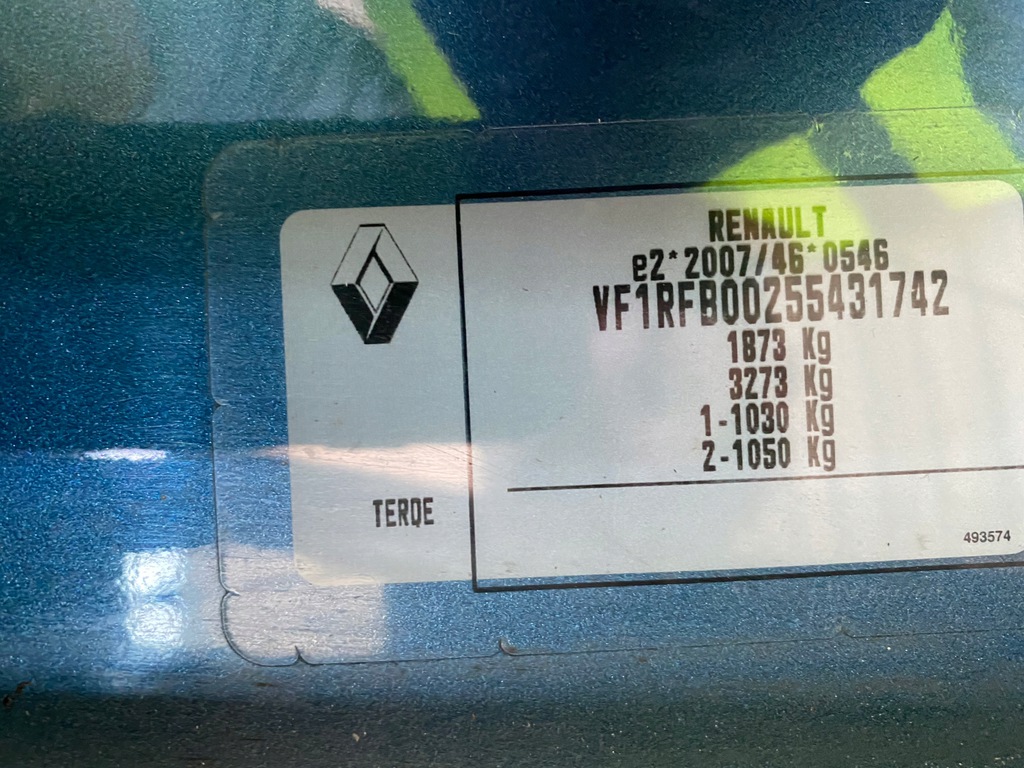 RENAULT
e2*2007/46*0546
VF1RFB00255431742
1873 Kg
3273 Kg
1-1030 Kg
2-1050 Kg
TERQE
493574